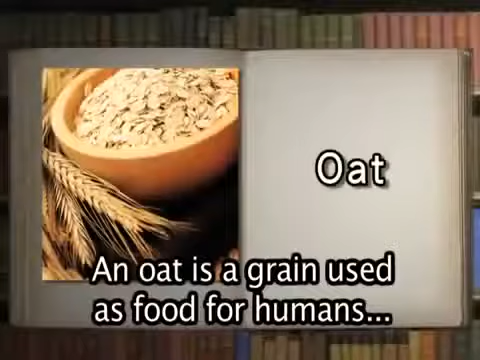 Oat
An oat is a grain used
as food for humans...